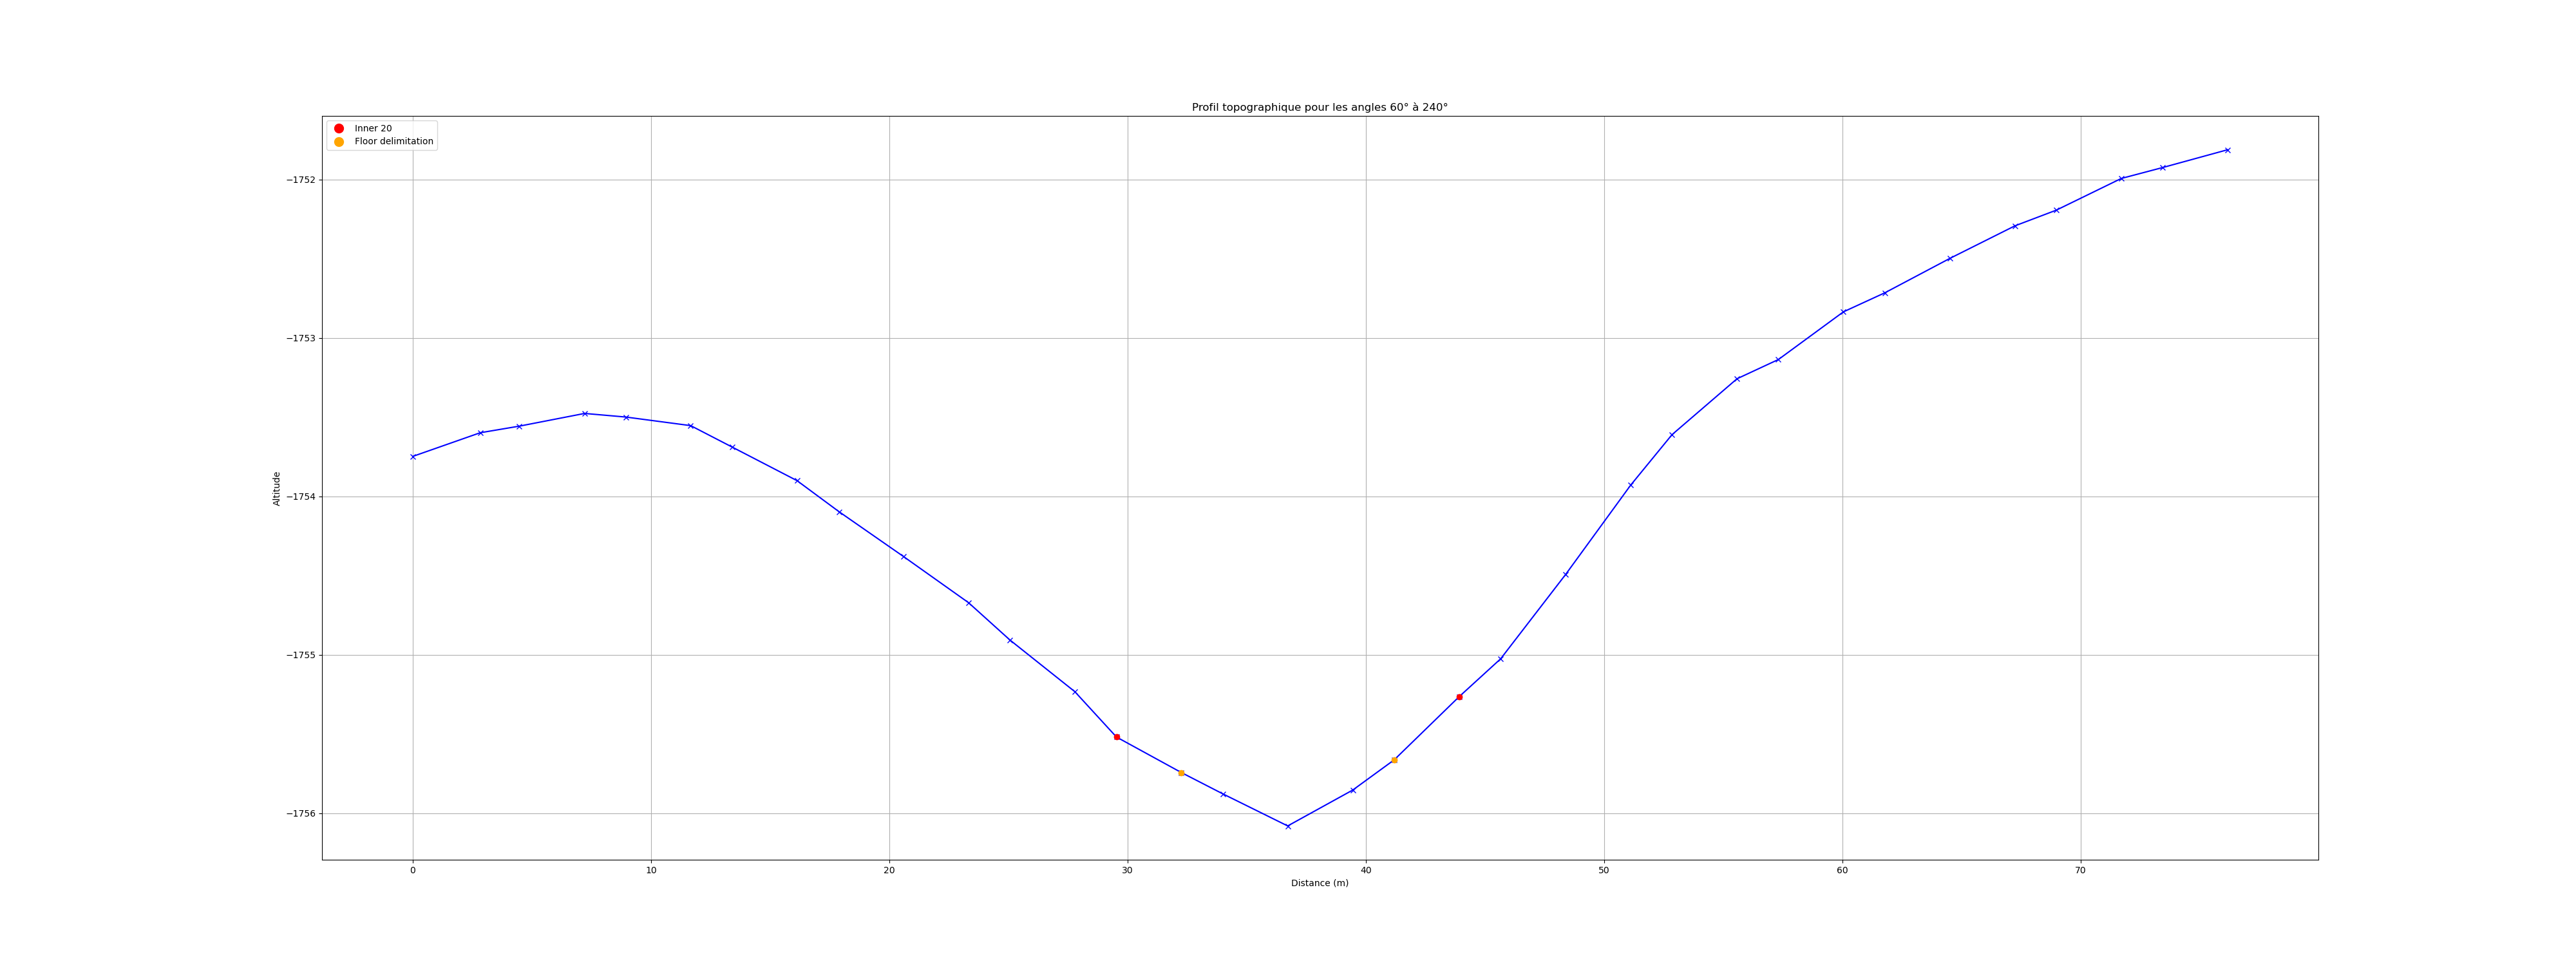 Profil topographique pour les angles 60° à 240°
Inner 20
Floor delimitation
−1752
−1753
−1754
−1755
−1756
Altitude
0 10 20 30 40 50 60 70
Distance (m)